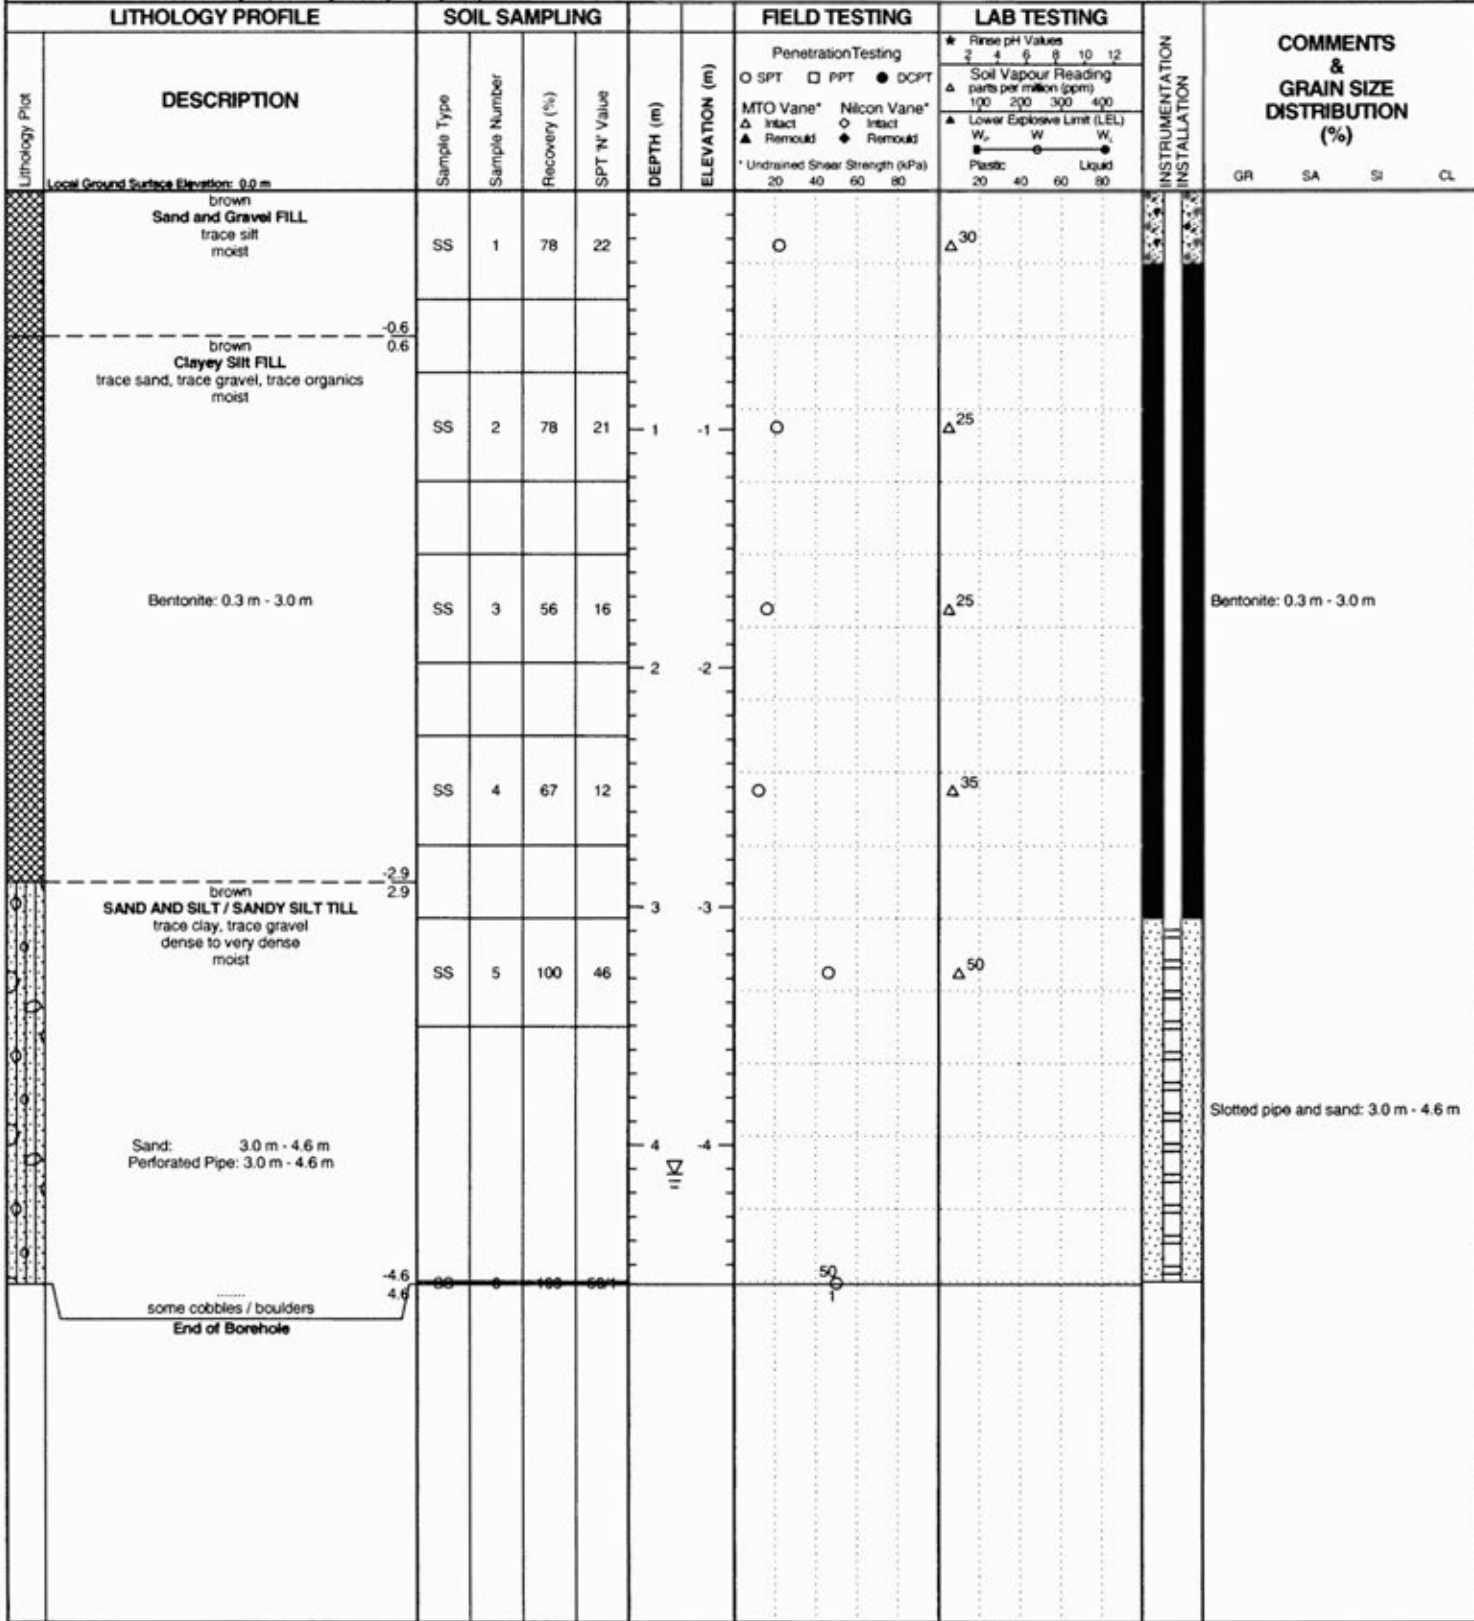 LITHOLOGY PROFILE
SOIL SAMPLING
FIELD TESTING
LAB TESTING
Lithology Plot
DESCRIPTION
Local Ground Surface Elevation: 0.0 m
Sample Type
Sample Number
Recovery (%)
SPT 'N' Value
DEPTH (m)
ELEVATION (m)
PenetrationTesting
○ SPT □ PPT ● DCPT
MTO Vane* Nilcon Vane*
△ Intact ◇ Intact
▲ Remould ◆ Remould
* Undrained Shear Strength (kPa)
20 40 60 80
★ Rinse pH Values
2 4 6 8 10 12
Soil Vapour Reading
△ parts per million (ppm)
100 200 300 400
▲ Lower Explosive Limit (LEL)
W
Plastic Liquid
20 40 60 80
INSTRUMENTATION
INSTALLATION
COMMENTS
&
GRAIN SIZE
DISTRIBUTION
(%)
GR SA SI CL
brown
Sand and Gravel FILL
trace silt
moist
SS 1 78 22
30
-0.6
0.6
brown
Clayey Silt FILL
trace sand, trace gravel, trace organics
moist
SS 2 78 21
1 -1
25
Bentonite: 0.3 m - 3.0 m
SS 3 56 16
25
Bentonite: 0.3 m - 3.0 m
2 -2
SS 4 67 12
35
-2.9
2.9
brown
SAND AND SILT / SANDY SILT TILL
trace clay, trace gravel
dense to very dense
moist
3 -3
SS 5 100 46
50
Slotted pipe and sand: 3.0 m - 4.6 m
Sand: 3.0 m - 4.6 m
Perforated Pipe: 3.0 m - 4.6 m
4 -4
-4.6
4.6
50
1
some cobbles / boulders
End of Borehole